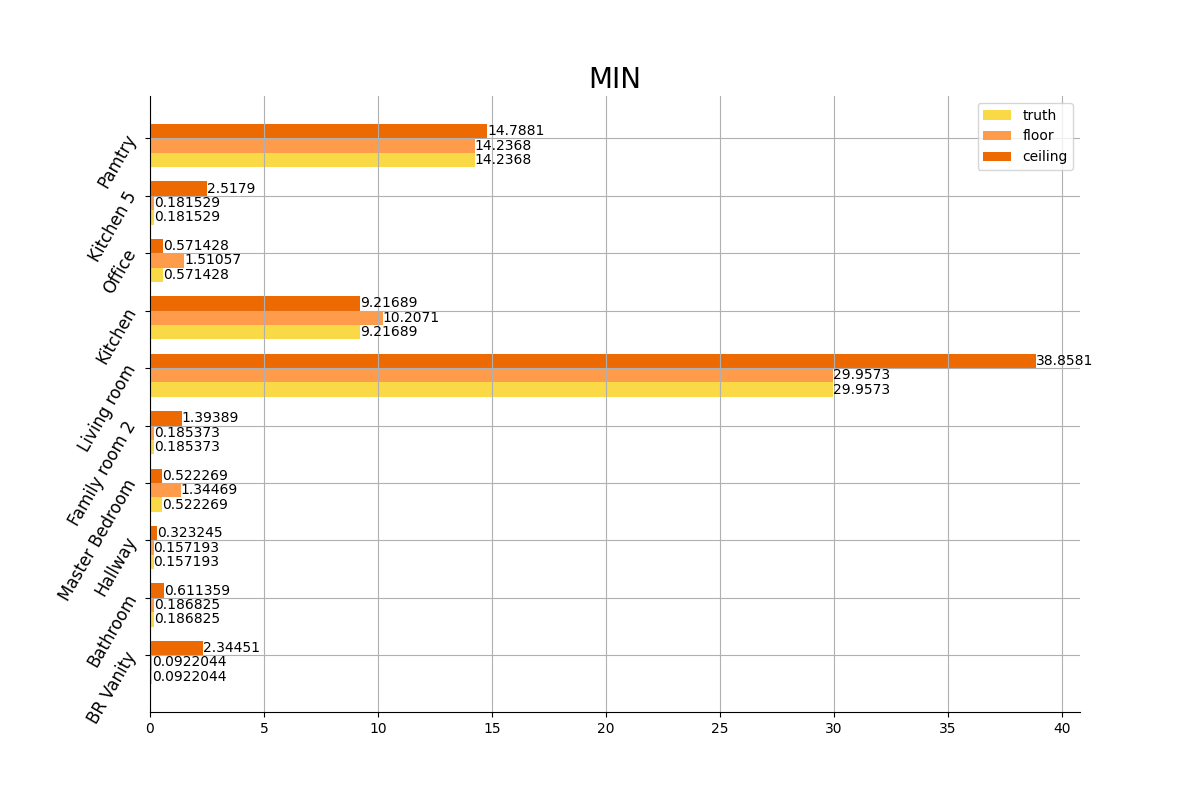 MIN
truth
floor
ceiling
Pamtry
14.7881
14.2368
14.2368
Kitchen 5
2.5179
0.181529
0.181529
Office
0.571428
1.51057
0.571428
Kitchen
9.21689
10.2071
9.21689
Living room
38.8581
29.9573
29.9573
Family room 2
1.39389
0.185373
0.185373
Master Bedroom
0.522269
1.34469
0.522269
Hallway
0.323245
0.157193
0.157193
Bathroom
0.611359
0.186825
0.186825
BR Vanity
2.34451
0.0922044
0.0922044
0 5 10 15 20 25 30 35 40